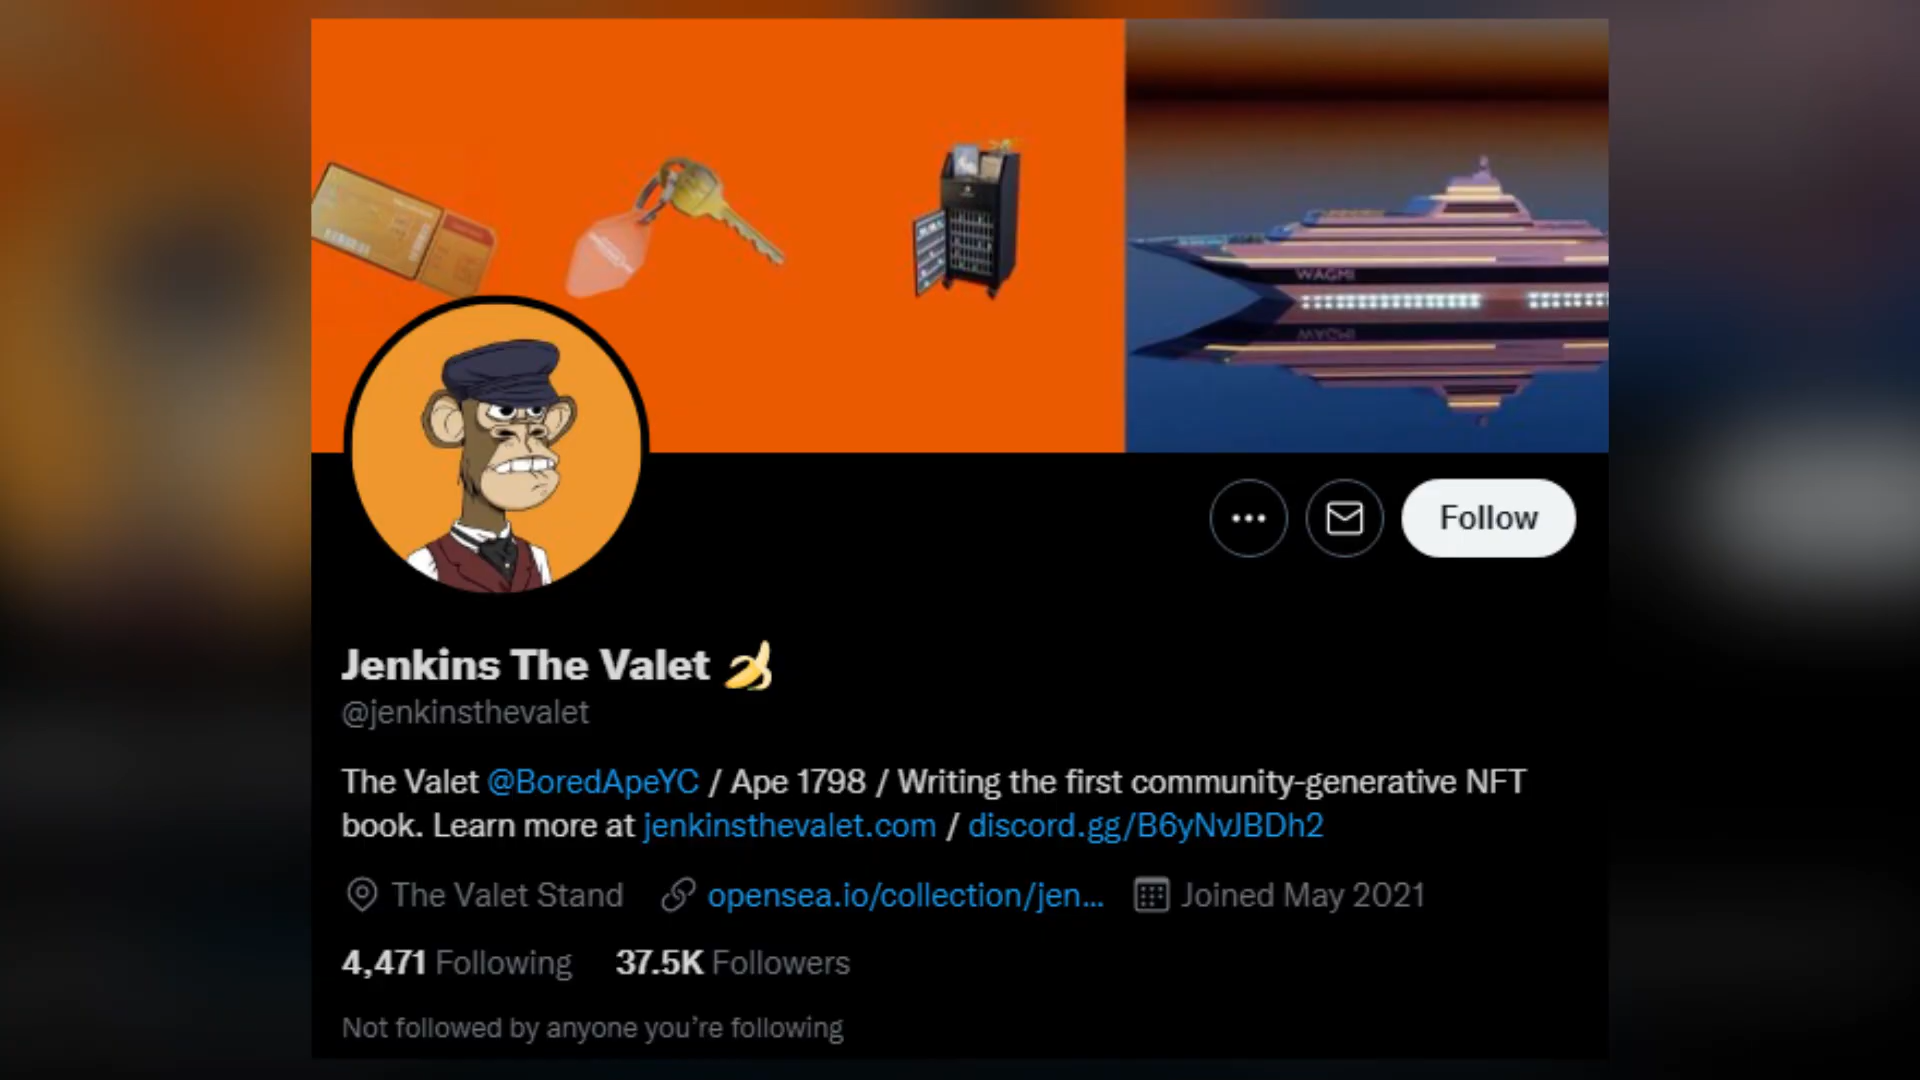 WAGMI
Follow
Jenkins The Valet 🍌
@jenkinsthevalet
The Valet @BoredApeYC / Ape 1798 / Writing the first community-generative NFT
book. Learn more at jenkinsthevalet.com / discord.gg/B6yNvJBDh2
The Valet Stand opensea.io/collection/jen... Joined May 2021
4,471 Following 37.5K Followers
Not followed by anyone you're following